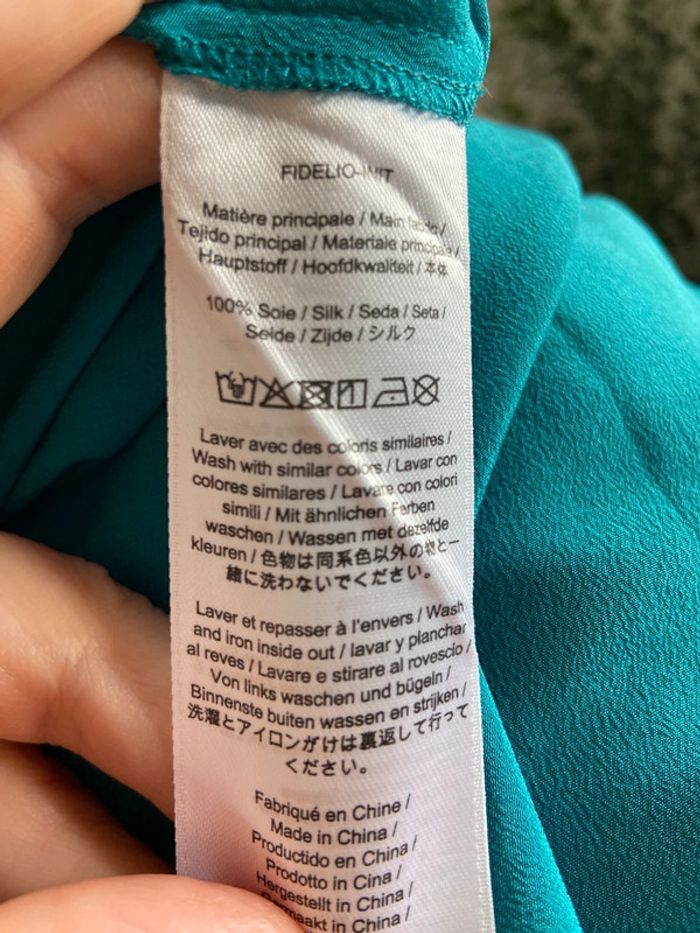 Matière principale / Main
Tejido principal / Materiale principale /
Hauptstoff / Hoofdkwaliteit / 本体
100% Soie / Silk / Seda / Seta /
Seide / Zijde / シルク
Laver avec des coloris similaires /
Wash with similar colors / Lavar con
colores similares / Lavare con colori
simili / Mit ähnlichen Farben
waschen / Wassen met dezelfde
kleuren / 色物は同系色以外の物と一
緒に洗わないでください。
Laver et repasser à l'envers / Wash
and iron inside out / lavar y planchar
al reves / Lavare e stirare al rovescio /
Von links waschen und bügeln /
Binnenste buiten wassen en strijken /
洗濯とアイロンがけは裏返して行って
ください。
Fabriqué en Chine /
Made in China /
Productido en China /
Prodotto in Cina /
Hergestellt in China /
en China /